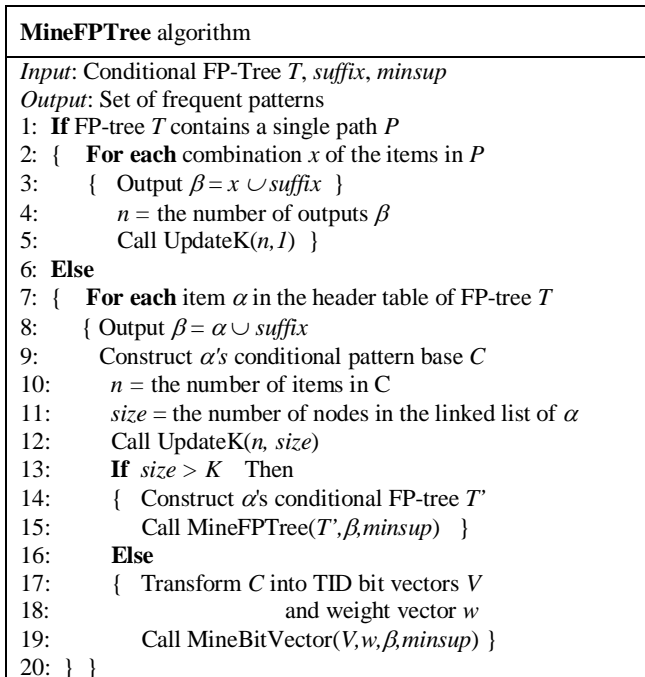 MineFPTree algorithm
Input: Conditional FP-Tree T, suffix, minsup
Output: Set of frequent patterns
1: If FP-tree T contains a single path P
2: { For each combination x of the items in P
3: { Output β = x ∪ suffix }
4: n = the number of outputs β
5: Call UpdateK(n,1) }
6: Else
7: { For each item α in the header table of FP-tree T
8: { Output β = α ∪ suffix
9: Construct α's conditional pattern base C
10: n = the number of items in C
11: size = the number of nodes in the linked list of α
12: Call UpdateK(n, size)
13: If size > K Then
14: { Construct α's conditional FP-tree T’
15: Call MineFPTree(T’,β,minsup) }
16: Else
17: { Transform C into TID bit vectors V
18: and weight vector w
19: Call MineBitVector(V,w,β,minsup) }
20: } }